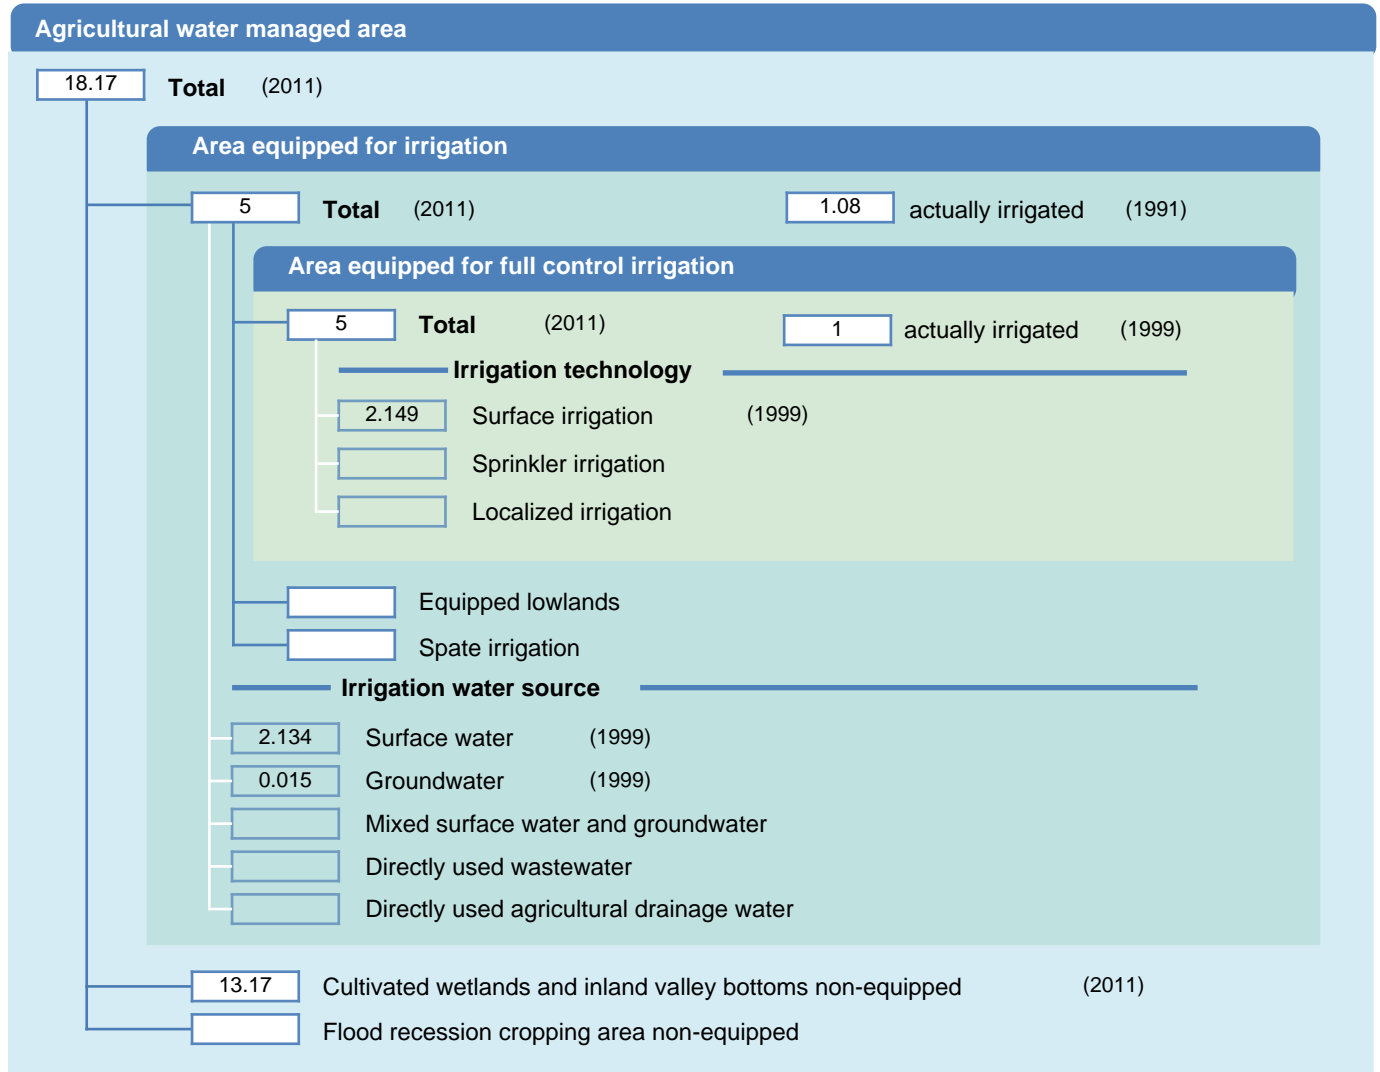 Agricultural water managed area
18.17 Total (2011)
Area equipped for irrigation
5 Total (2011) 1.08 actually irrigated (1991)
Area equipped for full control irrigation
5 Total (2011) 1 actually irrigated (1999)
Irrigation technology
2.149 Surface irrigation (1999)
Sprinkler irrigation
Localized irrigation
Equipped lowlands
Spate irrigation
Irrigation water source
2.134 Surface water (1999)
0.015 Groundwater (1999)
Mixed surface water and groundwater
Directly used wastewater
Directly used agricultural drainage water
13.17 Cultivated wetlands and inland valley bottoms non-equipped (2011)
Flood recession cropping area non-equipped